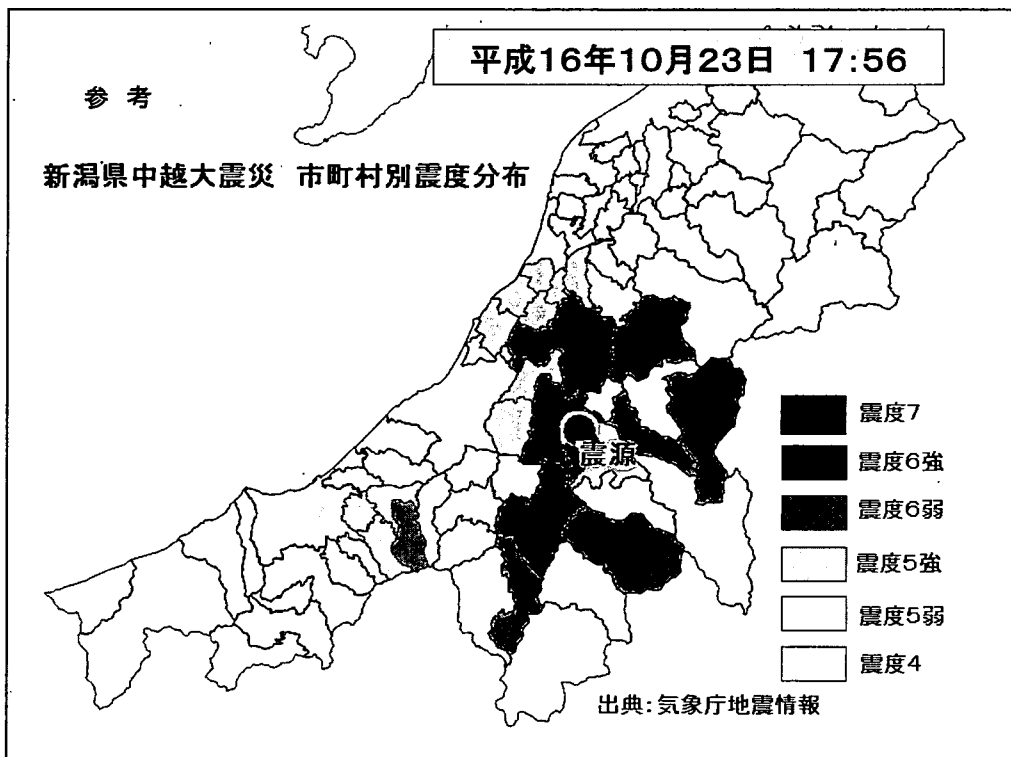 平成16年10月23日 17:56
参 考
新潟県中越大震災 市町村別震度分布
震源
震度7
震度6強
震度6弱
震度5強
震度5弱
震度4
出典:気象庁地震情報